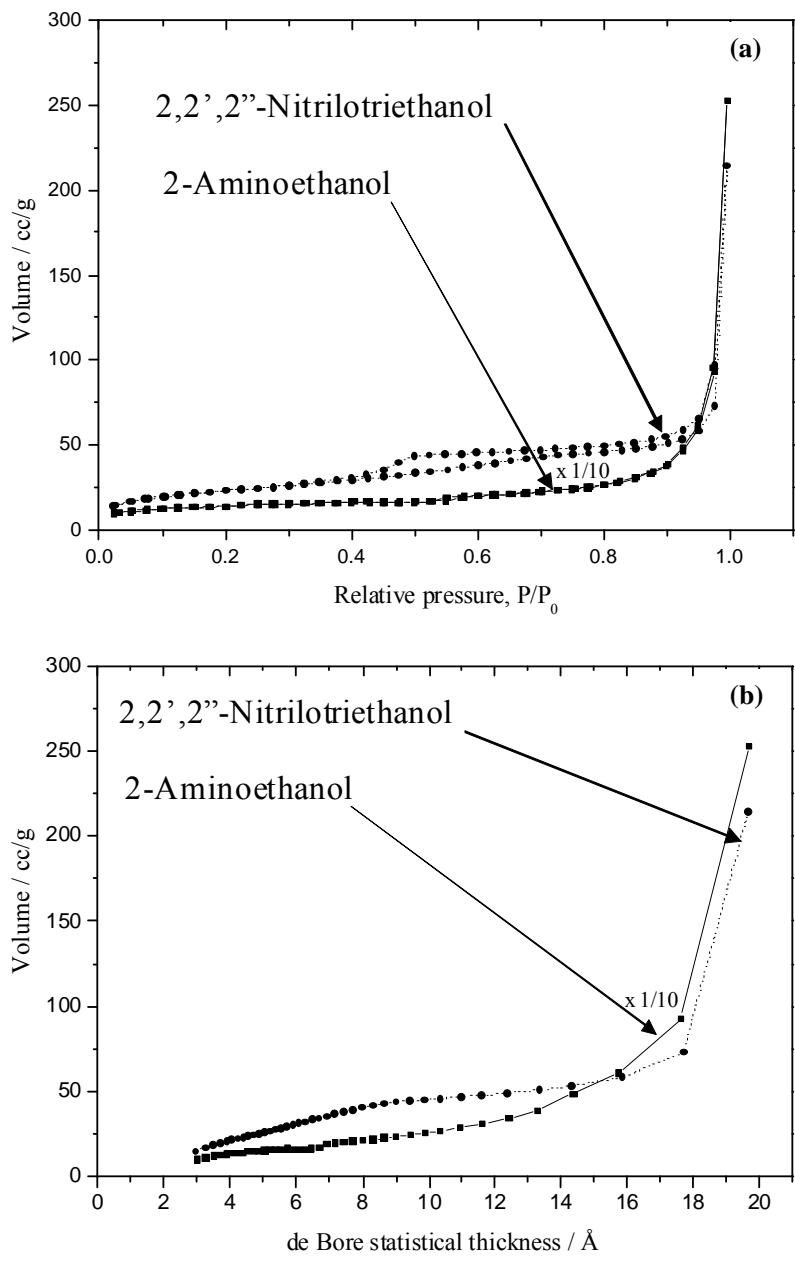 300
(a)
250
2,2’,2”-Nitrilotriethanol
200
2-Aminoethanol
150
Volume / cc/g
100
50
x 1/10
0
0.0 0.2 0.4 0.6 0.8 1.0
Relative pressure, P/P0
300
(b)
2,2’,2”-Nitrilotriethanol
250
2-Aminoethanol
200
150
Volume / cc/g
100
x 1/10
50
0
0 2 4 6 8 10 12 14 16 18 20
de Bore statistical thickness / Å